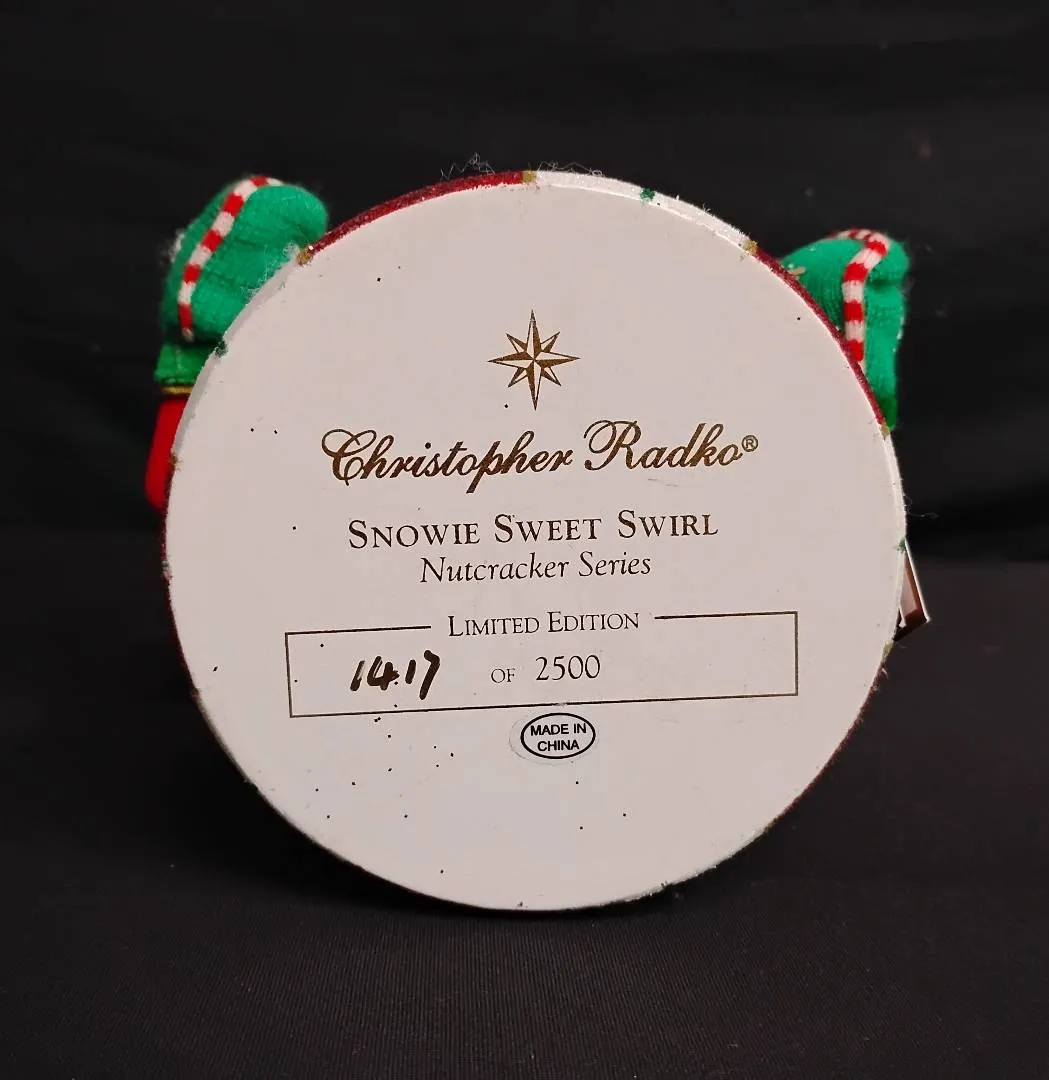 Christopher Radko®
SNOWIE SWEET SWIRL
Nutcracker Series
LIMITED EDITION
1417 OF 2500
MADE IN
CHINA